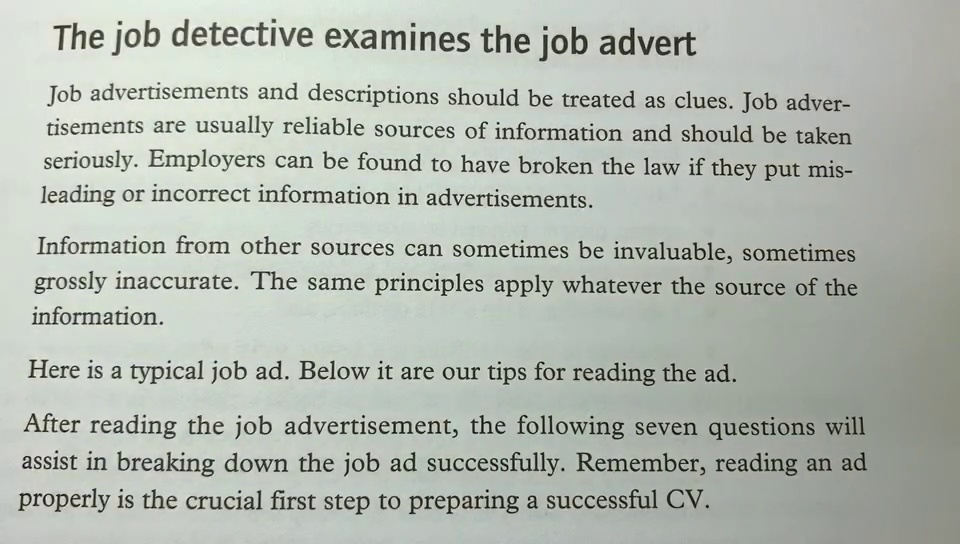 The job detective examines the job advert
Job advertisements and descriptions should be treated as clues. Job adver-
tisements are usually reliable sources of information and should be taken
seriously. Employers can be found to have broken the law if they put mis-
leading or incorrect information in advertisements.
Information from other sources can sometimes be invaluable, sometimes
grossly inaccurate. The same principles apply whatever the source of the
information.
Here is a typical job ad. Below it are our tips for reading the ad.
After reading the job advertisement, the following seven questions will
assist in breaking down the job ad successfully. Remember, reading an ad
properly is the crucial first step to preparing a successful CV.